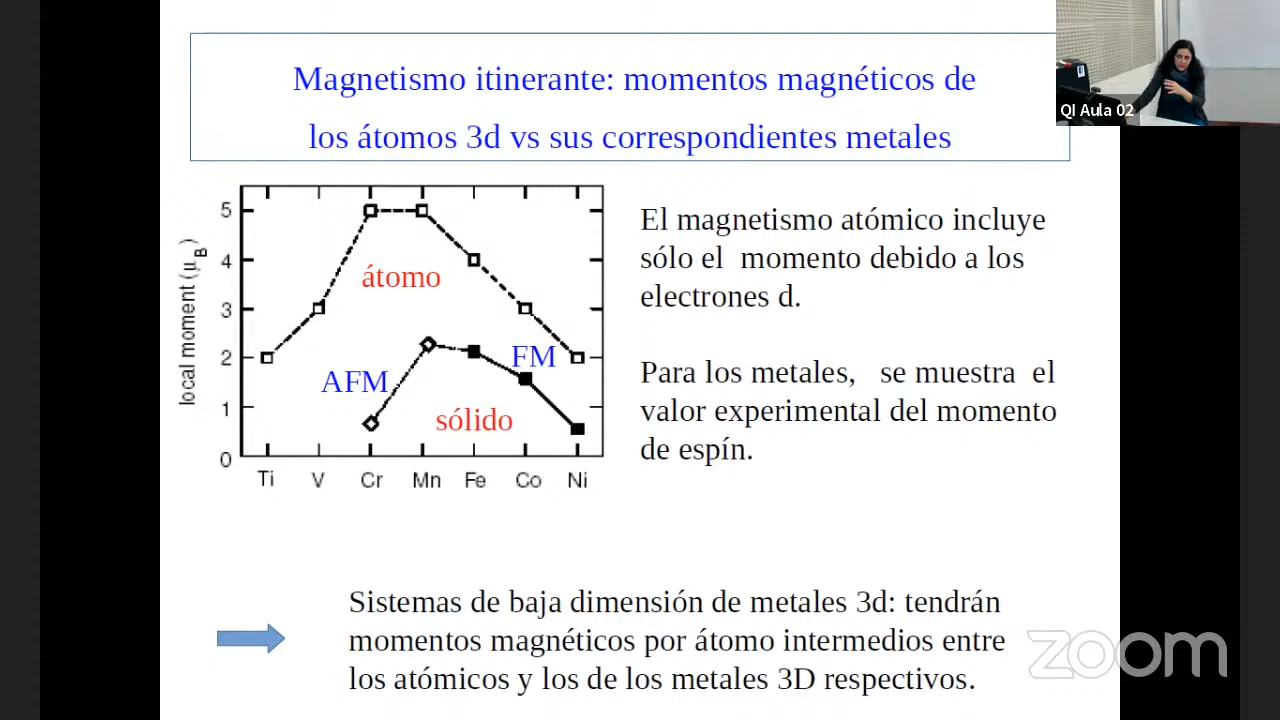 Magnetismo itinerante: momentos magnéticos de
los átomos 3d vs sus correspondientes metales
QI Aula 02
local moment (μB)
5
4
3
2
1
0
átomo
FM
AFM
sólido
Ti V Cr Mn Fe Co Ni
El magnetismo atómico incluye
sólo el momento debido a los
electrones d.
Para los metales, se muestra el
valor experimental del momento
de espín.
Sistemas de baja dimensión de metales 3d: tendrán
momentos magnéticos por átomo intermedios entre
los atómicos y los de los metales 3D respectivos.
zoom